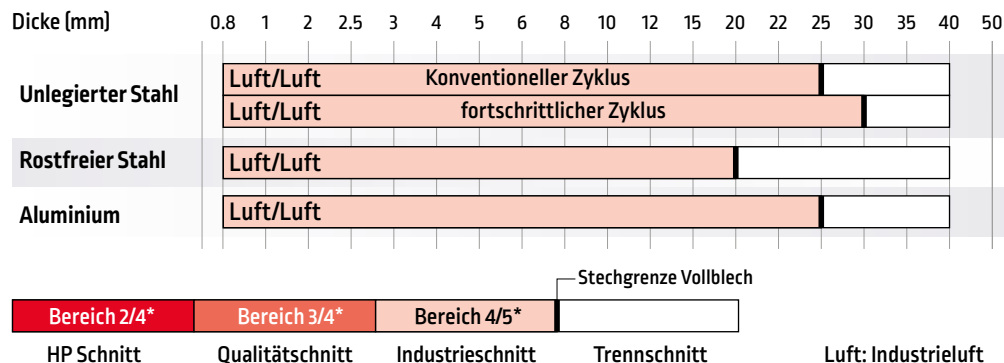 Dicke (mm) 0.8 1 2 2.5 3 4 5 6 8 10 12 15 20 22 25 30 35 40 50
Unlegierter Stahl
Luft/Luft Konventioneller Zyklus
Luft/Luft fortschrittlicher Zyklus
Rostfreier Stahl Luft/Luft
Aluminium Luft/Luft
Stechgrenze Vollblech
Bereich 2/4* Bereich 3/4* Bereich 4/5*
HP Schnitt Qualitätschnitt Industrieschnitt Trennschnitt Luft: Industrieluft